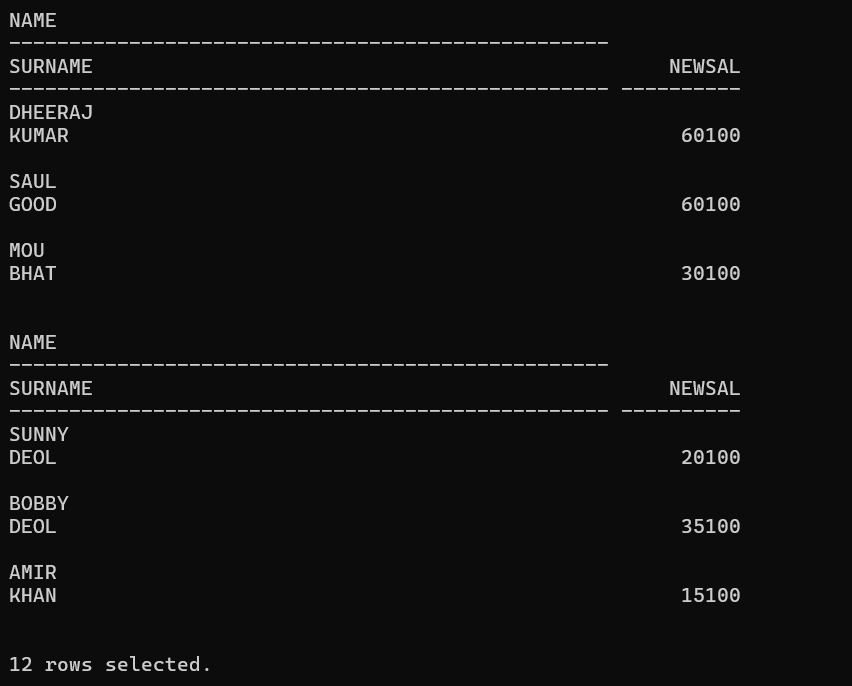 NAME
--------------------------------------------------
SURNAME                                                NEWSAL
-------------------------------------------------- ----------
DHEERAJ
KUMAR                                                   60100

SAUL
GOOD                                                    60100

MOU
BHAT                                                    30100


NAME
--------------------------------------------------
SURNAME                                                NEWSAL
-------------------------------------------------- ----------
SUNNY
DEOL                                                    20100

BOBBY
DEOL                                                    35100

AMIR
KHAN                                                    15100


12 rows selected.